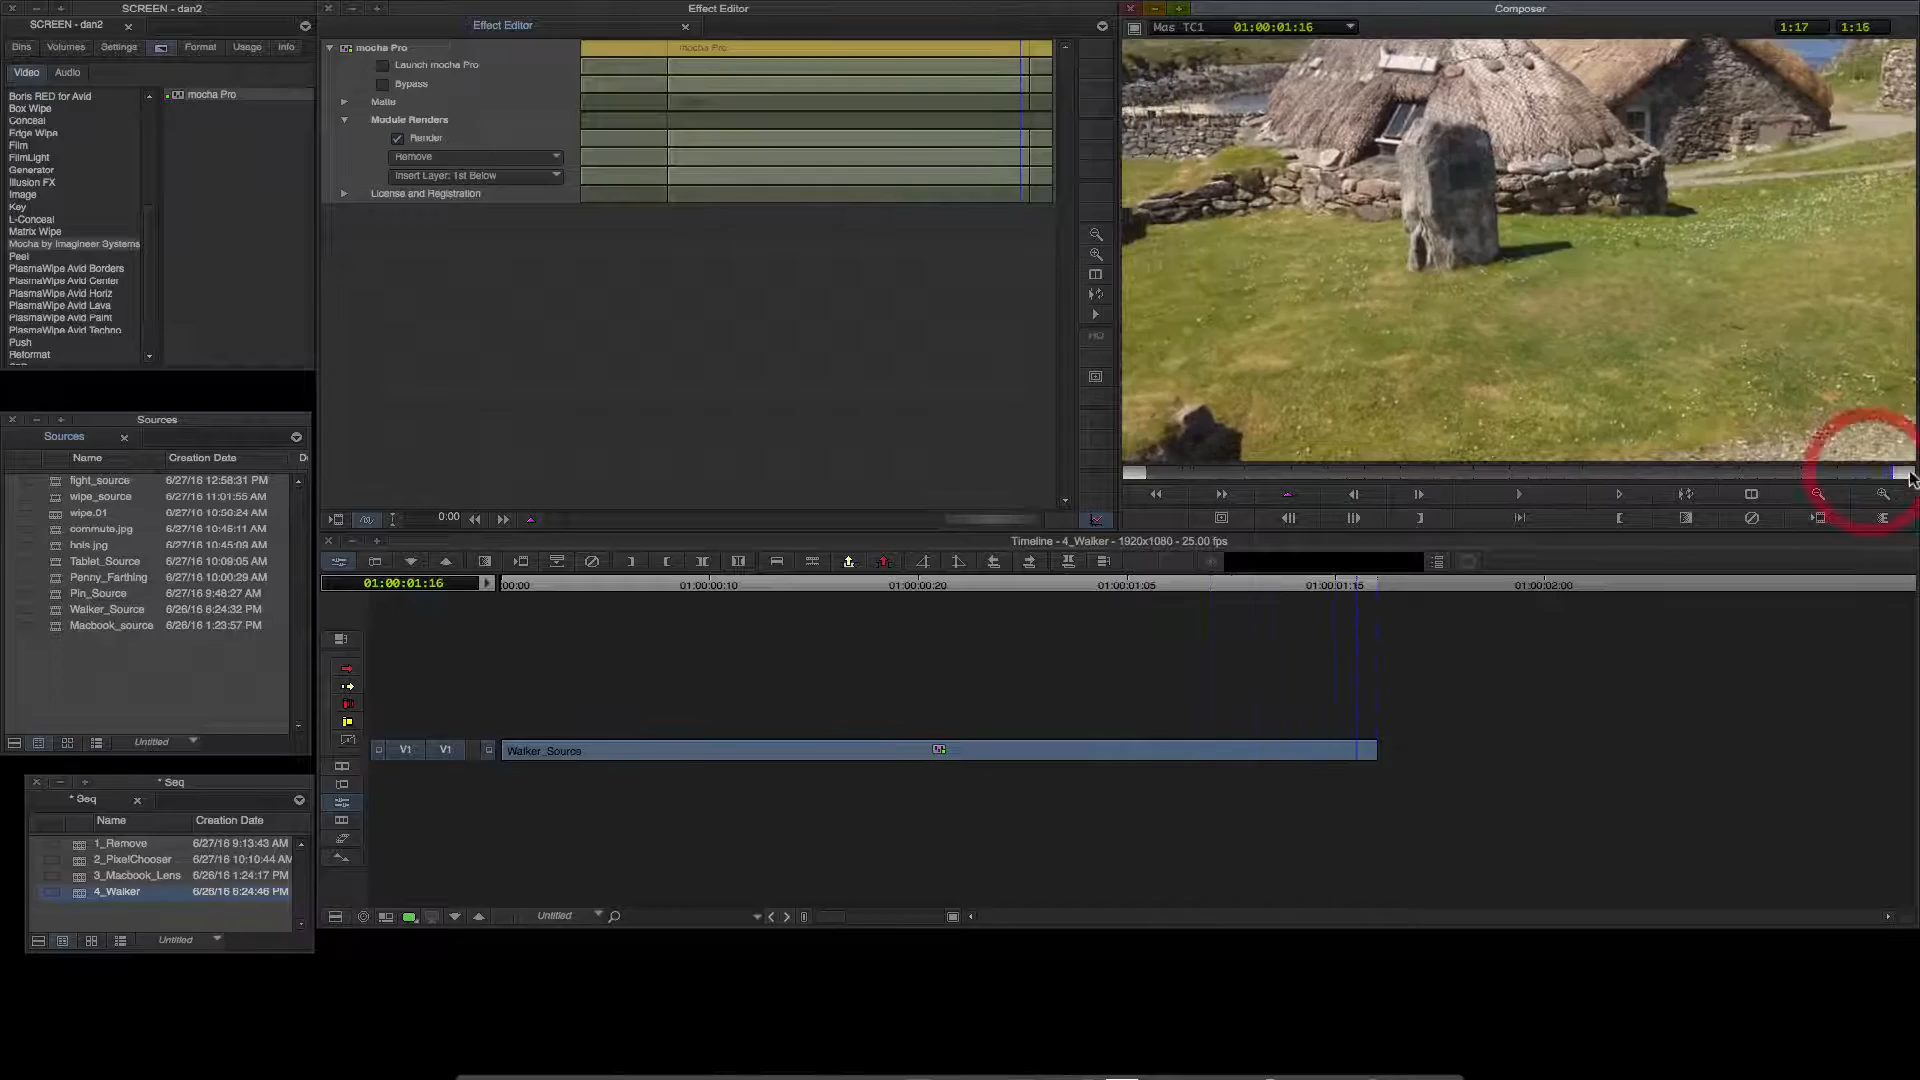 SCREEN - dan2
SCREEN - dan2
Bins Volumes Settings Format Usage Info
Video Audio
Boris RED for Avid
Box Wipe
Conceal
Edge Wipe
Film
FilmLight
Generator
Illusion FX
Image
Key
L-Conceal
Matrix Wipe
Mocha by Imagineer Systems
Peel
PlasmaWipe Avid Borders
PlasmaWipe Avid Center
PlasmaWipe Avid Horiz
PlasmaWipe Avid Lava
PlasmaWipe Avid Paint
PlasmaWipe Avid Techno
Push
Reformat
mocha Pro
Effect Editor
Effect Editor
mocha Pro
mocha Pro
Launch mocha Pro
Bypass
Matte
Module Renders
Render
Remove
Insert Layer: 1st Below
License and Registration
HQ
0:00
Composer
Mas TC1 01:00:01:16 1:17 1:16
Sources
Sources
Name Creation Date D
fight_source 6/27/16 12:58:31 PM
wipe_source 6/27/16 11:01:55 AM
wipe.01 6/27/16 10:50:24 AM
commute.jpg 6/27/16 10:45:11 AM
hols.jpg 6/27/16 10:45:09 AM
Tablet_Source 6/27/16 10:09:05 AM
Penny_Farthing 6/27/16 10:00:29 AM
Pin_Source 6/27/16 9:48:27 AM
Walker_Source 6/26/16 6:24:32 PM
Macbook_source 6/26/16 1:23:57 PM
Untitled
* Seq
* Seq
Name Creation Date
1_Remove 6/27/16 9:13:43 AM
2_PixelChooser 6/27/16 10:10:44 AM
3_Macbook_Lens 6/26/16 1:24:17 PM
4_Walker 6/26/16 6:24:46 PM
Untitled
Timeline - 4_Walker - 1920x1080 - 25.00 fps
01:00:01:16
00:00 01:00:00:10 01:00:00:20 01:00:01:05 01:00:01:15 01:00:02:00
V1 V1 Walker_Source
Untitled